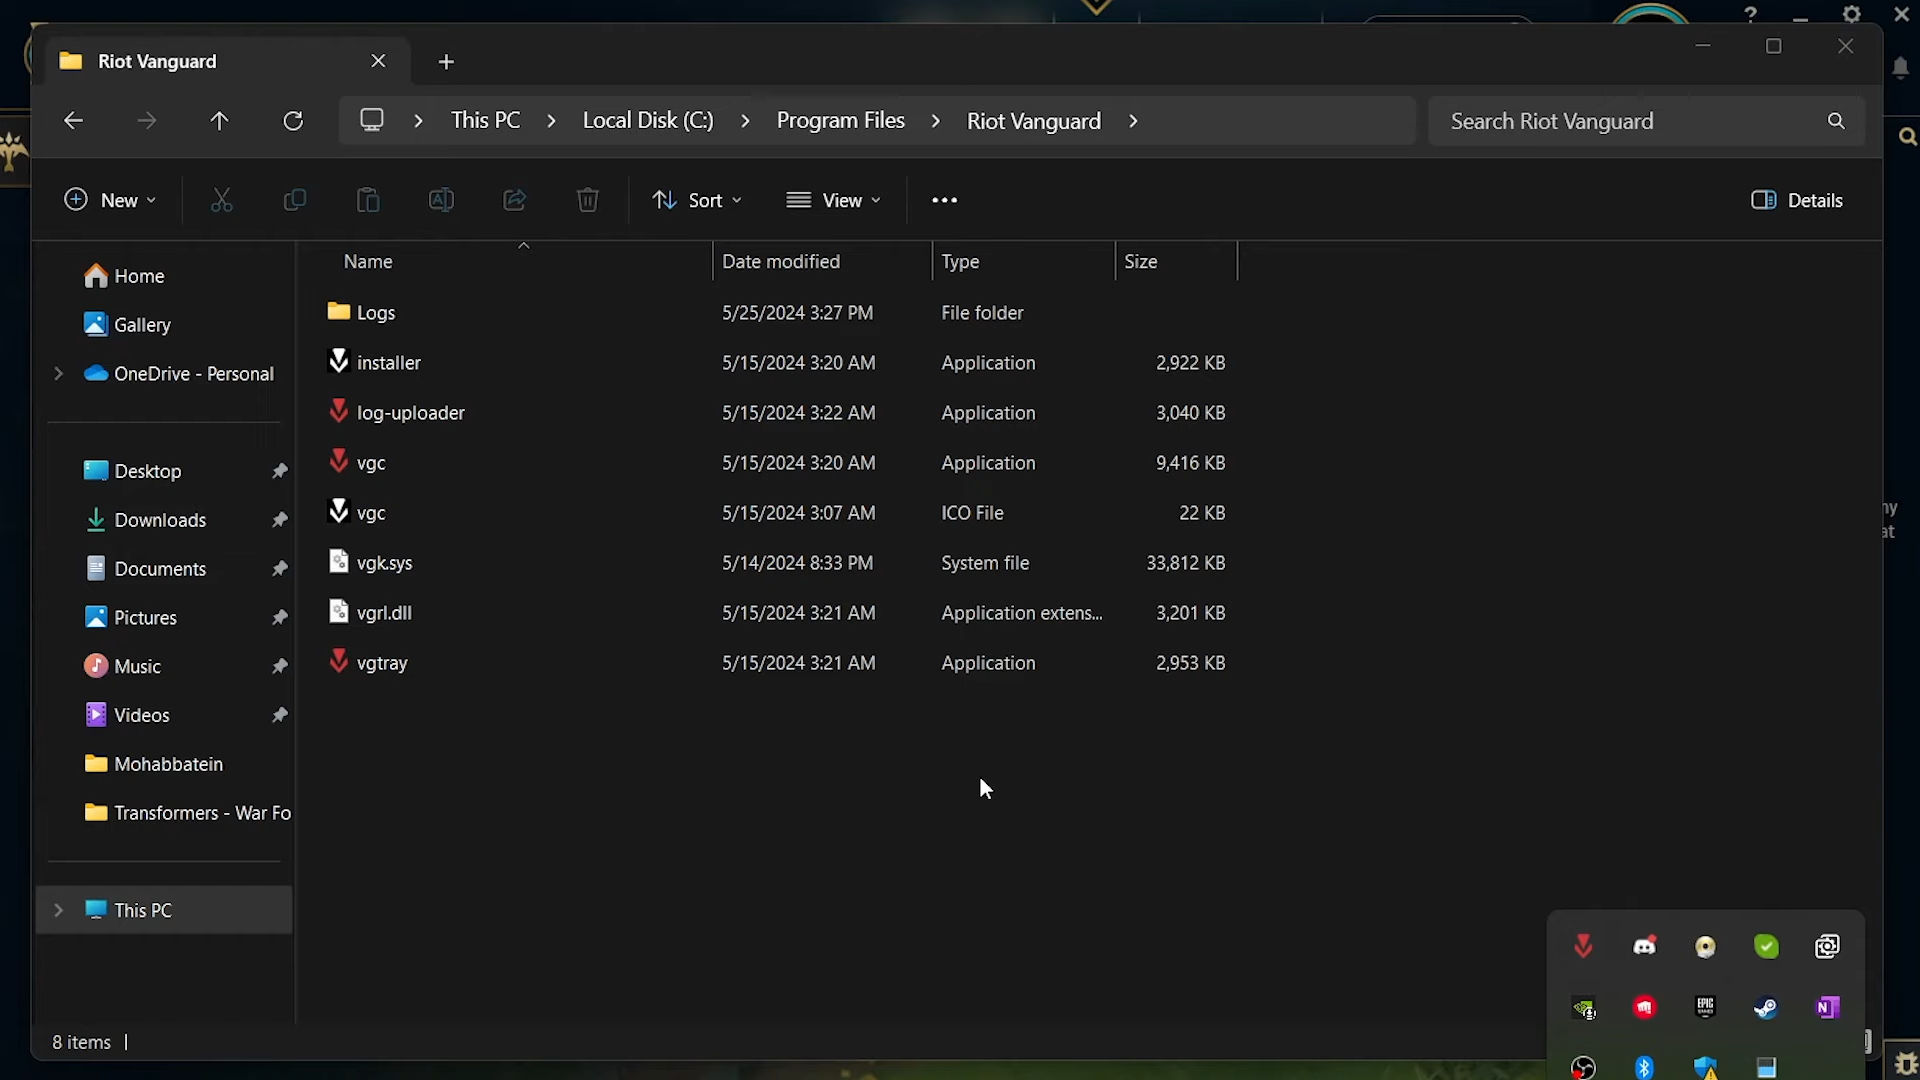 Riot Vanguard
This PC > Local Disk (C:) > Program Files > Riot Vanguard >
Search Riot Vanguard
New
Sort
View
Details
Name
Date modified
Type
Size
Home
Gallery
OneDrive - Personal
Desktop
Downloads
Documents
Pictures
Music
Videos
Mohabbatein
Transformers - War Fo
This PC
Logs 5/25/2024 3:27 PM File folder
installer 5/15/2024 3:20 AM Application 2,922 KB
log-uploader 5/15/2024 3:22 AM Application 3,040 KB
vgc 5/15/2024 3:20 AM Application 9,416 KB
vgc 5/15/2024 3:07 AM ICO File 22 KB
vgk.sys 5/14/2024 8:33 PM System file 33,812 KB
vgrl.dll 5/15/2024 3:21 AM Application extens... 3,201 KB
vgtray 5/15/2024 3:21 AM Application 2,953 KB
ny
at
EPIC
GAMES
N
8 items